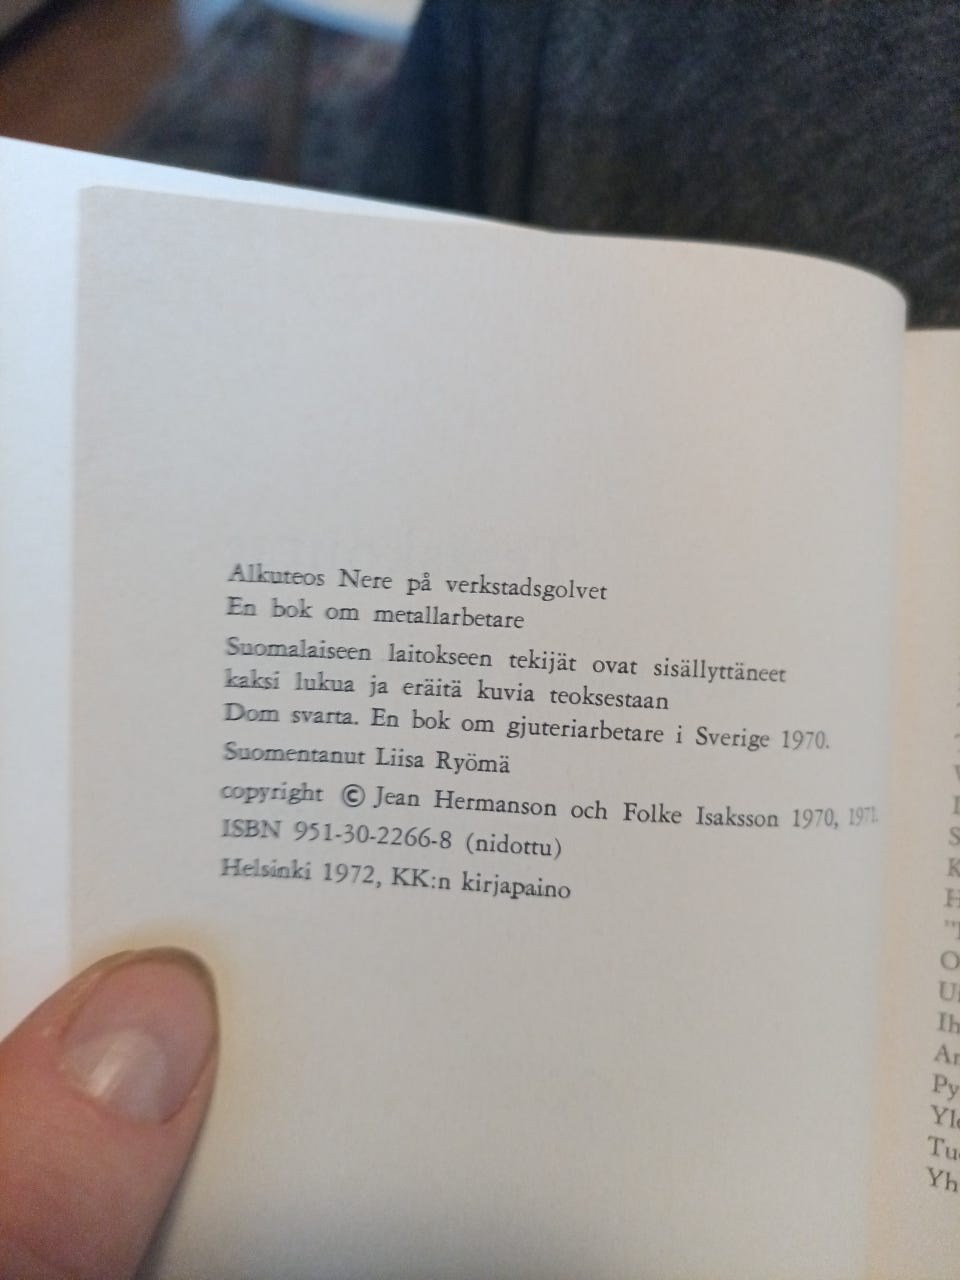 Alkuteos Nere på verkstadsgolvet
En bok om metallarbetare
Suomalaiseen laitokseen tekijät ovat sisällyttäneet
kaksi lukua ja eräitä kuvia teoksestaan
Dom svarta. En bok om gjuteriarbetare i Sverige 1970.
Suomentanut Liisa Ryömä
copyright © Jean Hermanson och Folke Isaksson 1970, 1971.
ISBN 951-30-2266-8 (nidottu)
Helsinki 1972, KK:n kirjapaino